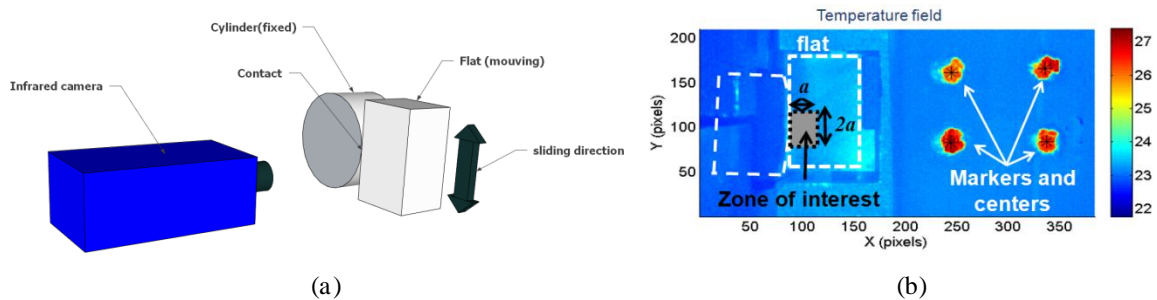 Cylinder(fixed)
Contact
Flat (mouving)
Infrared camera
sliding direction
(a)
Temperature field
flat
a
2a
Zone of interest
Markers and
centers
Y (pixels)
200
150
100
50
50
100
150
200
250
300
350
X (pixels)
27
26
25
24
23
22
(b)